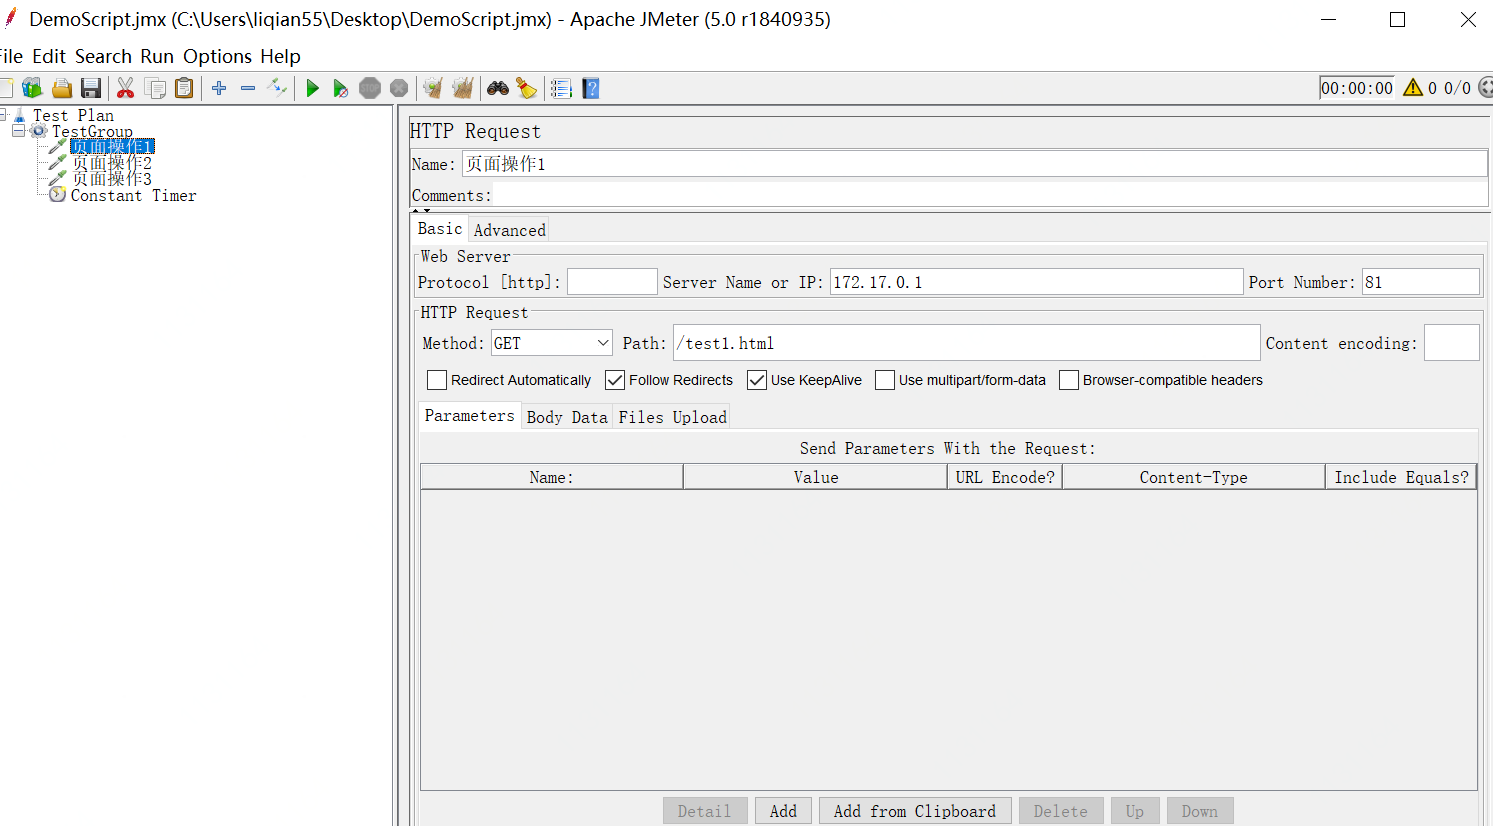 DemoScript.jmx (C:\Users\liqian55\Desktop\DemoScript.jmx) - Apache JMeter (5.0 r1840935)
File Edit Search Run Options Help
STOP 00:00:00 0 0/0
Test Plan
TestGroup
页面操作1
页面操作2
页面操作3
Constant Timer
HTTP Request
Name: 页面操作1
Comments:
Basic Advanced
Web Server
Protocol [http]: Server Name or IP: 172.17.0.1 Port Number: 81
HTTP Request
Method: GET Path: /test1.html Content encoding:
Redirect Automatically Follow Redirects Use KeepAlive Use multipart/form-data Browser-compatible headers
Parameters Body Data Files Upload
Send Parameters With the Request:
Name: Value URL Encode? Content-Type Include Equals?
Detail Add Add from Clipboard Delete Up Down